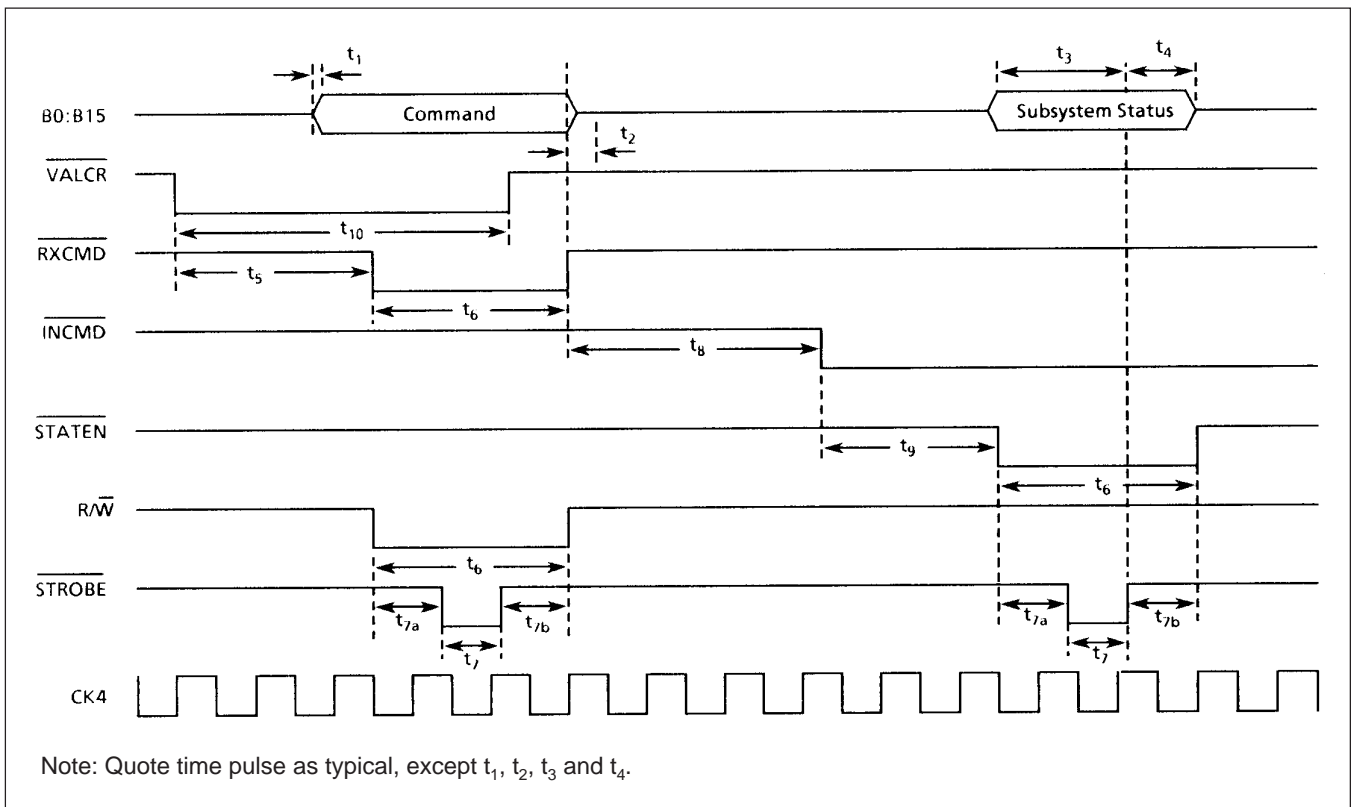 t₁
t₃
t₄
B0:B15
Command
Subsystem Status
t₂
VALCR
t₁₀
RXCMD
t₅
t₆
INCMD
t₈
STATEN
t₉
t₆
R/W
t₆
STROBE
t₇ₐ
t₇b
t₇
t₇ₐ
t₇b
t₇
CK4
Note: Quote time pulse as typical, except t₁, t₂, t₃ and t₄.